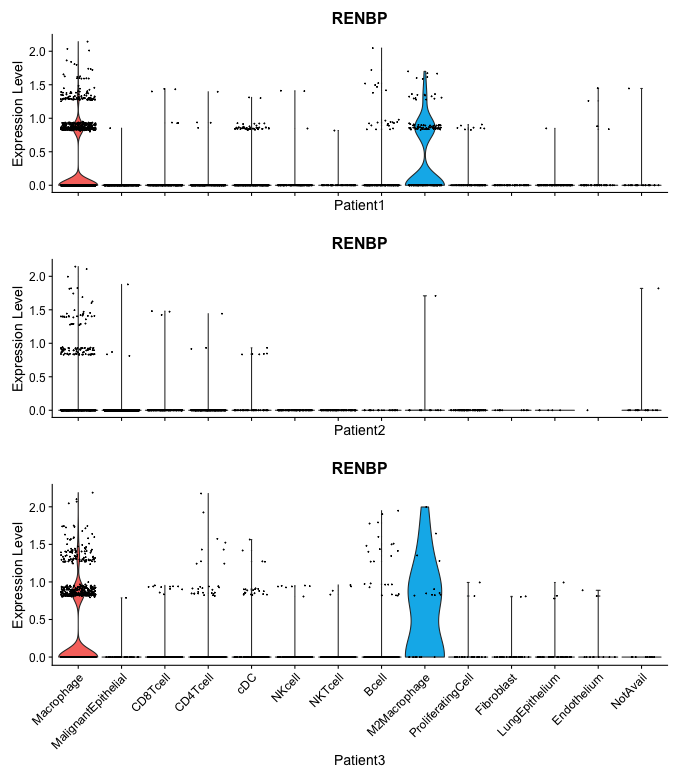 RENBP
Expression Level
2.0
1.5
1.0
0.5
0.0
Patient1
RENBP
Expression Level
2.0
1.5
1.0
0.5
0.0
Patient2
RENBP
Expression Level
2.0
1.5
1.0
0.5
0.0
Macrophage
MalignantEpithelial
CD8Tcell
CD4Tcell
cDC
NKcell
NKTcell
Bcell
M2Macrophage
ProliferatingCell
Fibroblast
LungEpithelium
Endothelium
NotAvail
Patient3